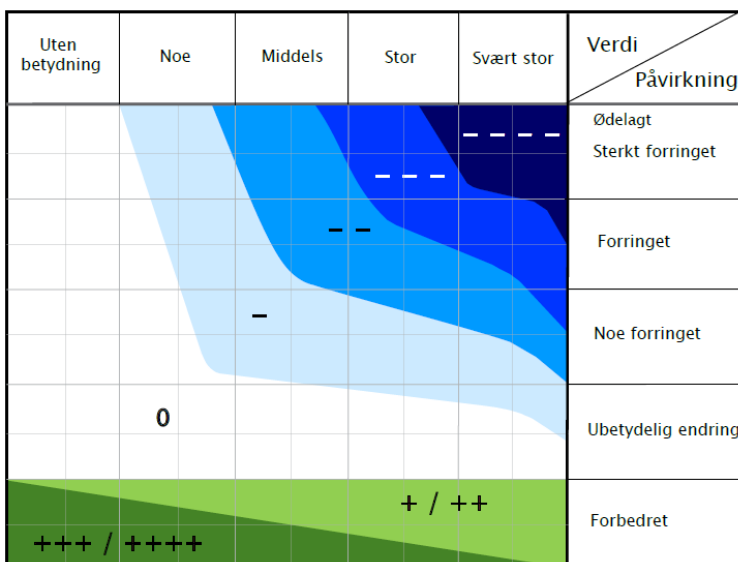 Uten
betydning
Noe
Middels
Stor
Svært stor
Verdi
Påvirkning
Ødelagt
Sterkt forringet
− − − −
− − −
− −
Forringet
−
Noe forringet
0
Ubetydelig endring
+ / ++
Forbedret
+++ / ++++